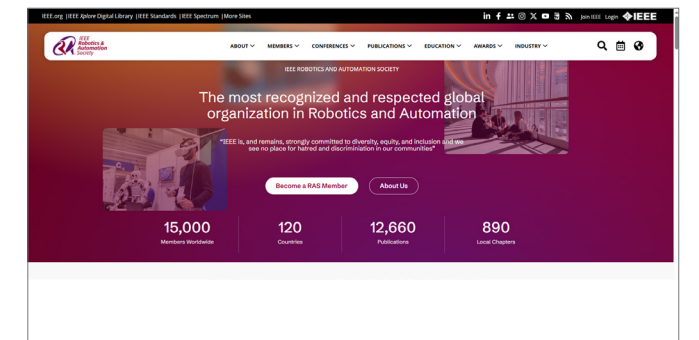 IEEE.org | IEEE Xplore Digital Library | IEEE Standards | IEEE Spectrum | More Sites
Join IEEE Login IEEE
IEEE
Robotics &
Automation
Society
ABOUT MEMBERS CONFERENCES PUBLICATIONS EDUCATION AWARDS INDUSTRY
IEEE ROBOTICS AND AUTOMATION SOCIETY
The most recognized and respected global
organization in Robotics and Automation
"IEEE is, and remains, strongly committed to diversity, equity, and inclusion and we
see no place for hatred and discriminiation in our communities"
Become a RAS Member About Us
15,000 120 12,660 890
Members Worldwide Countries Publications Local Chapters